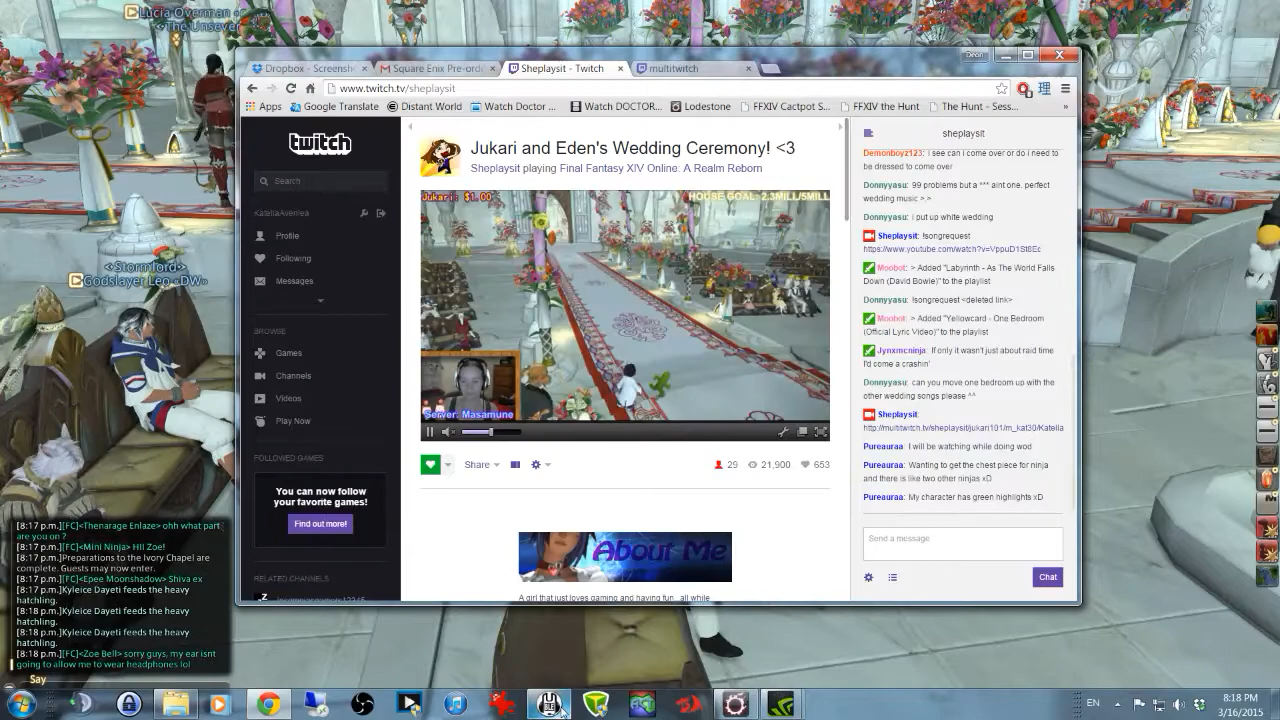 Lucia Overman
«The Unsever
Deon
Dropbox - Screensh
Gmail Square Enix Pre-orde
Sheplaysit - Twitch
multitwitch
www.twitch.tv/sheplaysit
Apps Google Translate Distant World Watch Doctor ... Watch DOCTOR... Lodestone FFXIV Cactpot S... FFXIV the Hunt The Hunt - Sess... »
twitch
Search
Profile
Following
Messages
BROWSE
Games
Channels
Videos
Play Now
FOLLOWED GAMES
You can now follow
your favorite games!
Find out more!
RELATED CHANNELS
Jukari and Eden's Wedding Ceremony! <3
Sheplaysit playing Final Fantasy XIV Online: A Realm Reborn
Jukari: $1.00
HOUSE GOAL: 2.3MILL/5MILL
Server: Masamune
Share
29 21,900 653
About Me
A girl that just loves gaming and having fun.. all while
sheplaysit
Demonboyz123: i see can i come over or do i need
to be dressed to come over
Donnyyasu: 99 problems but a *** aint one. perfect
wedding music >.>
Donnyyasu: i put up white wedding
Sheplaysit: !songrequest
https://www.youtube.com/watch?v=VppuD1St8Ec
Moobot: > Added "Labyrinth - As The World Falls
Down (David Bowie)" to the playlist
Donnyyasu: !songrequest <deleted link>
Moobot: > Added "Yellowcard - One Bedroom
(Official Lyric Video)" to the playlist
Jynxmcninja: If only it wasn't just about raid time
I'd come a crashin'
Donnyyasu: can you move one bedroom up with the
other wedding songs please ^^
Sheplaysit:
http://multitwitch.tv/sheplaysit/jukari101/m_kat30/Katella
Pureauraa: I will be watching while doing wod
Pureauraa: Wanting to get the chest piece for ninja
and there is like two other ninjas xD
Pureauraa: My character has green highlights xD
Send a message
Chat
«Stormlord»
Godslayer Leo «DW»
[8:17 p.m.][FC]<Thenarage Enlaze> ohh what part
are you on ?
[8:17 p.m.][FC]<Mini Ninja> HII Zoe!
[8:17 p.m.]Preparations to the Ivory Chapel are
complete. Guests may now enter.
[8:17 p.m.][FC]<Epee Moonshadow> Shiva ex
[8:17 p.m.]Kyleice Dayeti feeds the heavy
hatchling.
[8:18 p.m.]Kyleice Dayeti feeds the heavy
hatchling.
[8:18 p.m.]Kyleice Dayeti feeds the heavy
hatchling.
[8:18 p.m.][FC]<Zoe Bell> sorry guys, my ear isnt
going to allow me to wear headphones lol
Say
EN
8:18 PM
3/16/2015